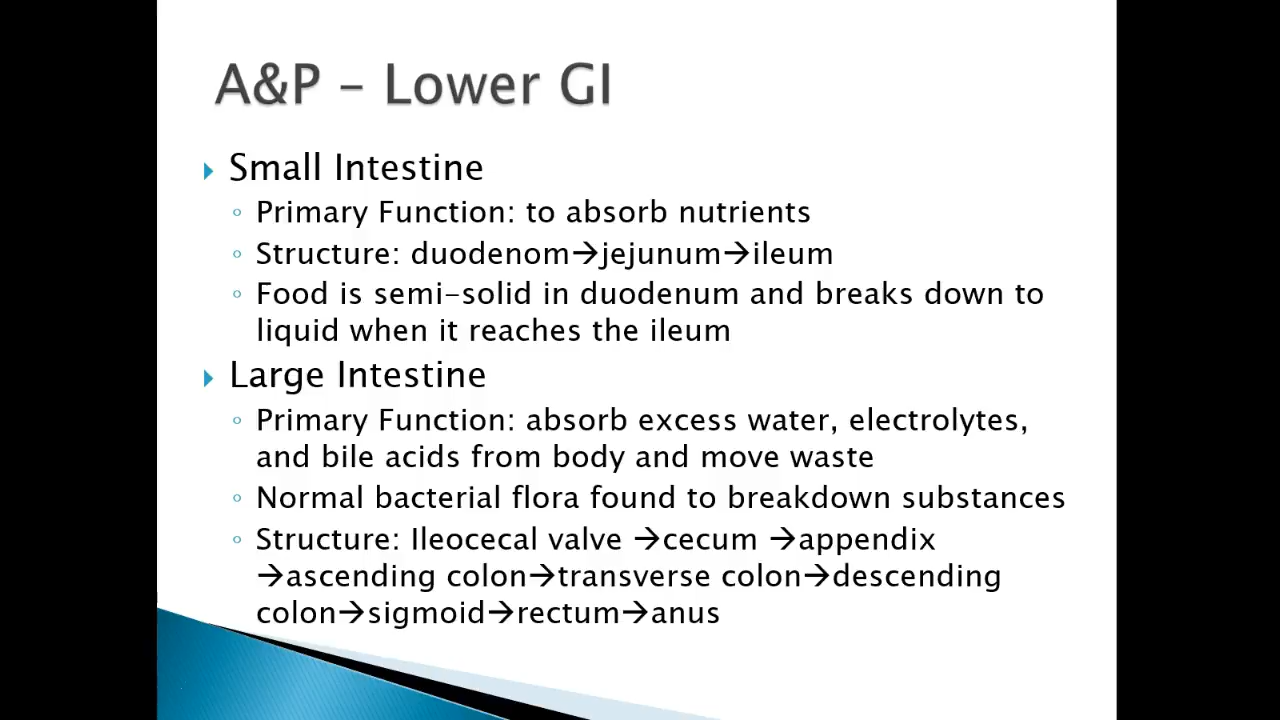 A&P – Lower GI
Small Intestine
◦ Primary Function: to absorb nutrients
◦ Structure: duodenom→jejunum→ileum
◦ Food is semi-solid in duodenum and breaks down to
liquid when it reaches the ileum
Large Intestine
◦ Primary Function: absorb excess water, electrolytes,
and bile acids from body and move waste
◦ Normal bacterial flora found to breakdown substances
◦ Structure: Ileocecal valve →cecum →appendix
→ascending colon→transverse colon→descending
colon→sigmoid→rectum→anus